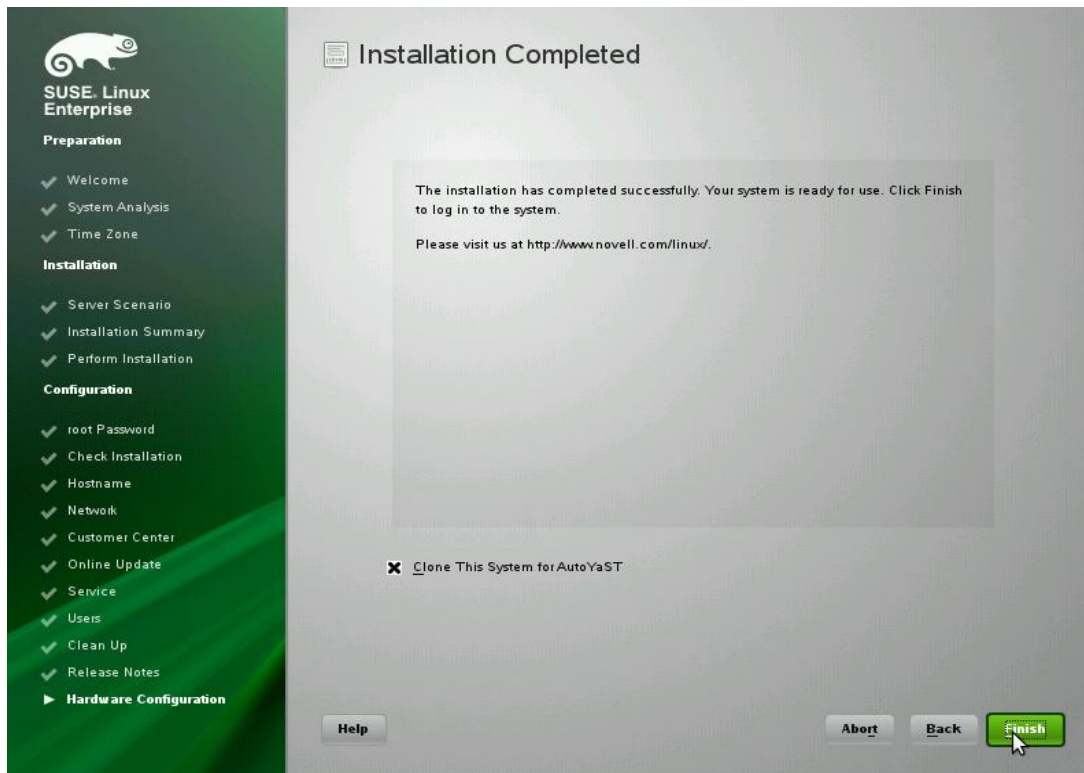 SUSE. Linux
Enterprise
Preparation
Welcome
System Analysis
Time Zone
Installation
Server Scenario
Installation Summary
Perform Installation
Configuration
root Password
Check Installation
Hostname
Network
Customer Center
Online Update
Service
Users
Clean Up
Release Notes
Hardware Configuration
Installation Completed
The installation has completed successfully. Your system is ready for use. Click Finish
to log in to the system.
Please visit us at http://www.novell.com/linux/.
Clone This System for AutoYaST
Help
Abort
Back
Finish